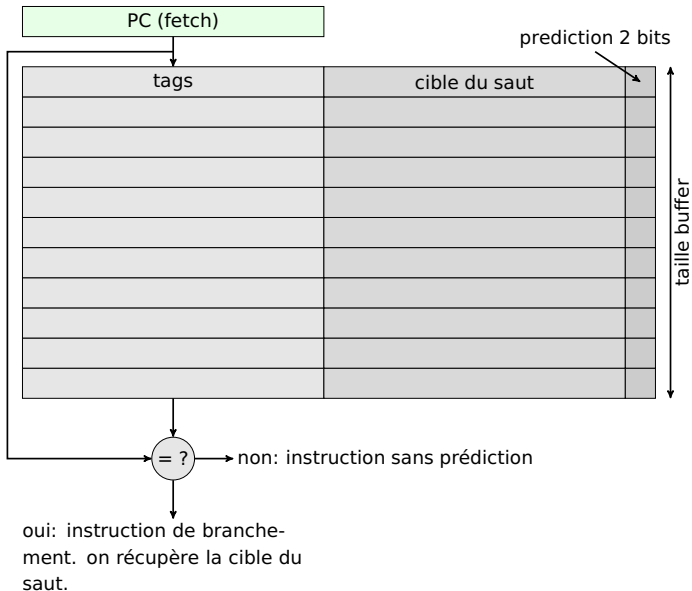 PC (fetch)
prediction 2 bits
tags
cible du saut
taille buffer
= ?
non: instruction sans prédiction
oui: instruction de branche-
ment. on récupère la cible du
saut.